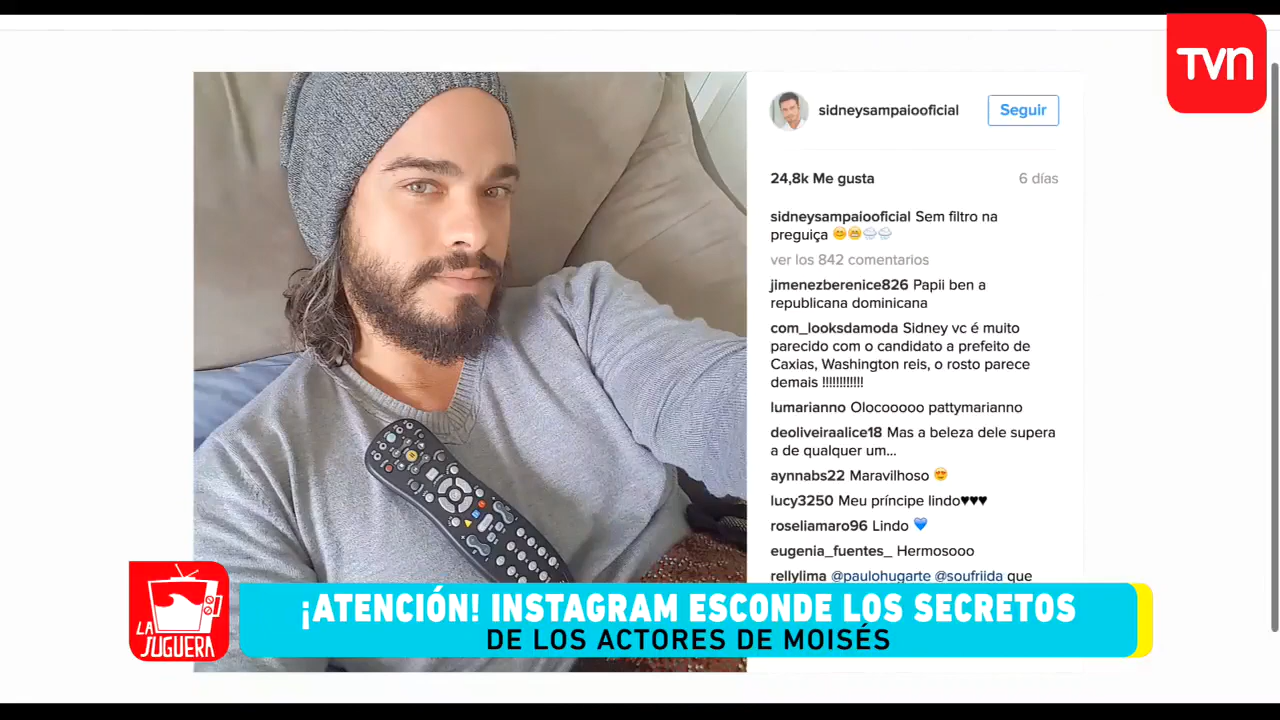 TVN
sidneysampaiooficial
Seguir
24,8k Me gusta
6 días
sidneysampaiooficial Sem filtro na
preguiça 😊😁🌧🌧
ver los 842 comentarios
jimenezberenice826 Papii ben a
republicana dominicana
com_looksdamoda Sidney vc é muito
parecido com o candidato a prefeito de
Caxias, Washington reis, o rosto parece
demais !!!!!!!!!!!!
lumarianno Olocooooo pattymarianno
deoliveiraalice18 Mas a beleza dele supera
a de qualquer um...
aynnabs22 Maravilhoso 😍
lucy3250 Meu príncipe lindo♥♥♥
roseliamaro96 Lindo 💙
eugenia_fuentes_ Hermosooo
rellylima @paulohugarte @soufriida que
LA
JUGUERA
¡ATENCIÓN! INSTAGRAM ESCONDE LOS SECRETOS
DE LOS ACTORES DE MOISÉS